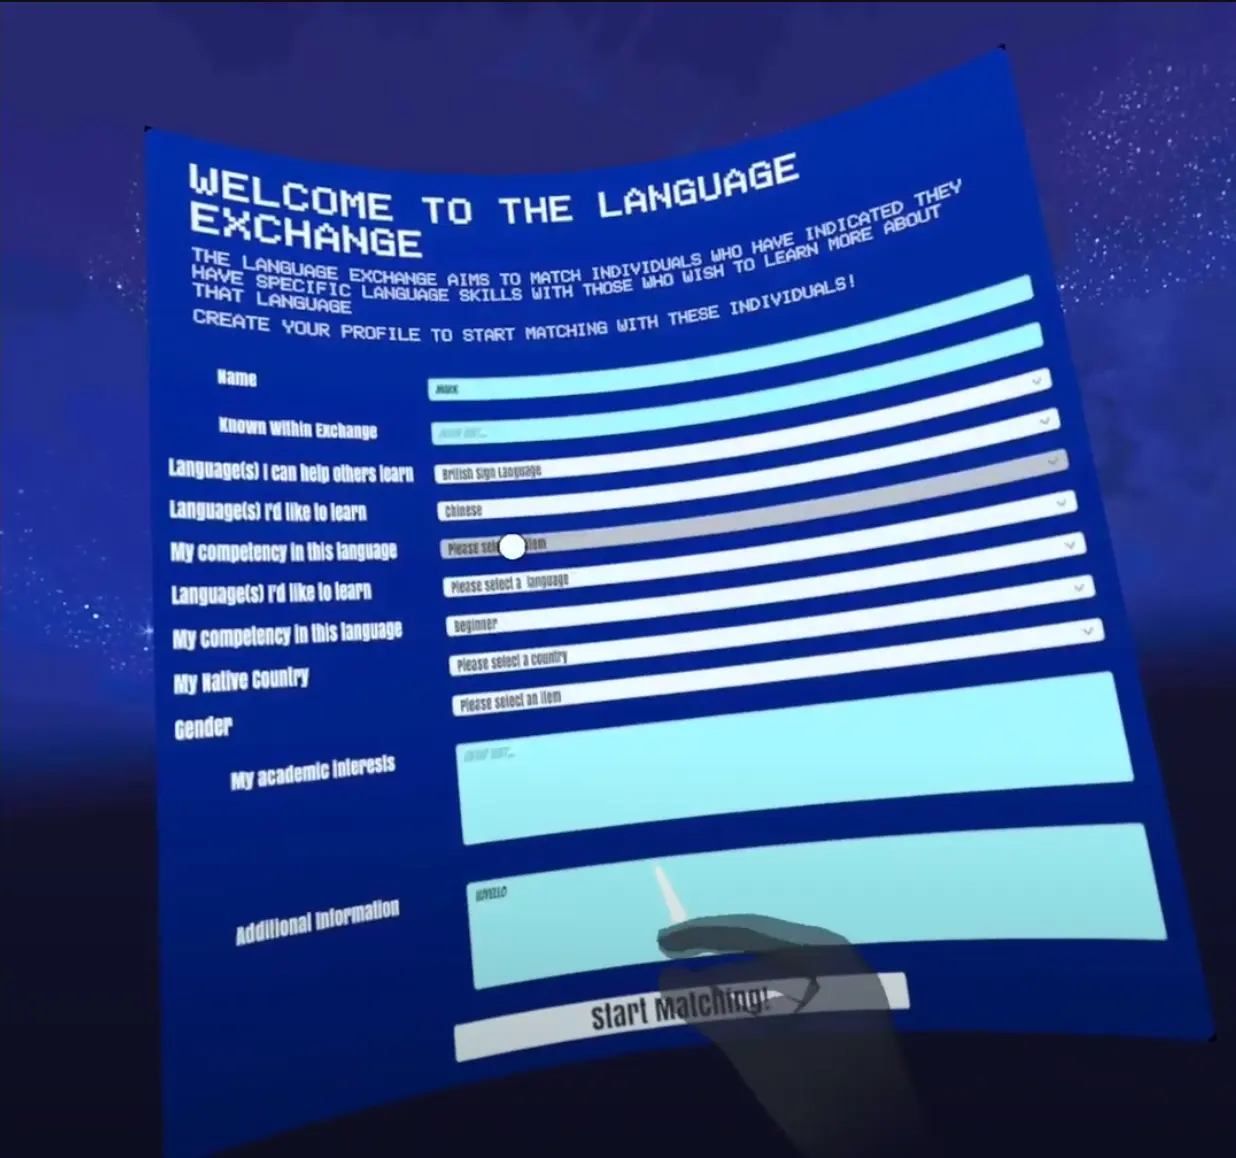 WELCOME TO THE LANGUAGE
EXCHANGE
THE LANGUAGE EXCHANGE AIMS TO MATCH INDIVIDUALS WHO HAVE INDICATED THEY
HAVE SPECIFIC LANGUAGE SKILLS WITH THOSE WHO WISH TO LEARN MORE ABOUT
THAT LANGUAGE
CREATE YOUR PROFILE TO START MATCHING WITH THESE INDIVIDUALS!
Name
Known Within Exchange
Language(s) I can help others learn British Sign Language
Language(s) I'd like to learn Chinese
My competency in this language Please item
Language(s) I'd like to learn Please select a language
My competency in this language Beginner
My Native Country Please select a country
Gender Please select an item
My academic interests
Additional Information
Start Matching!